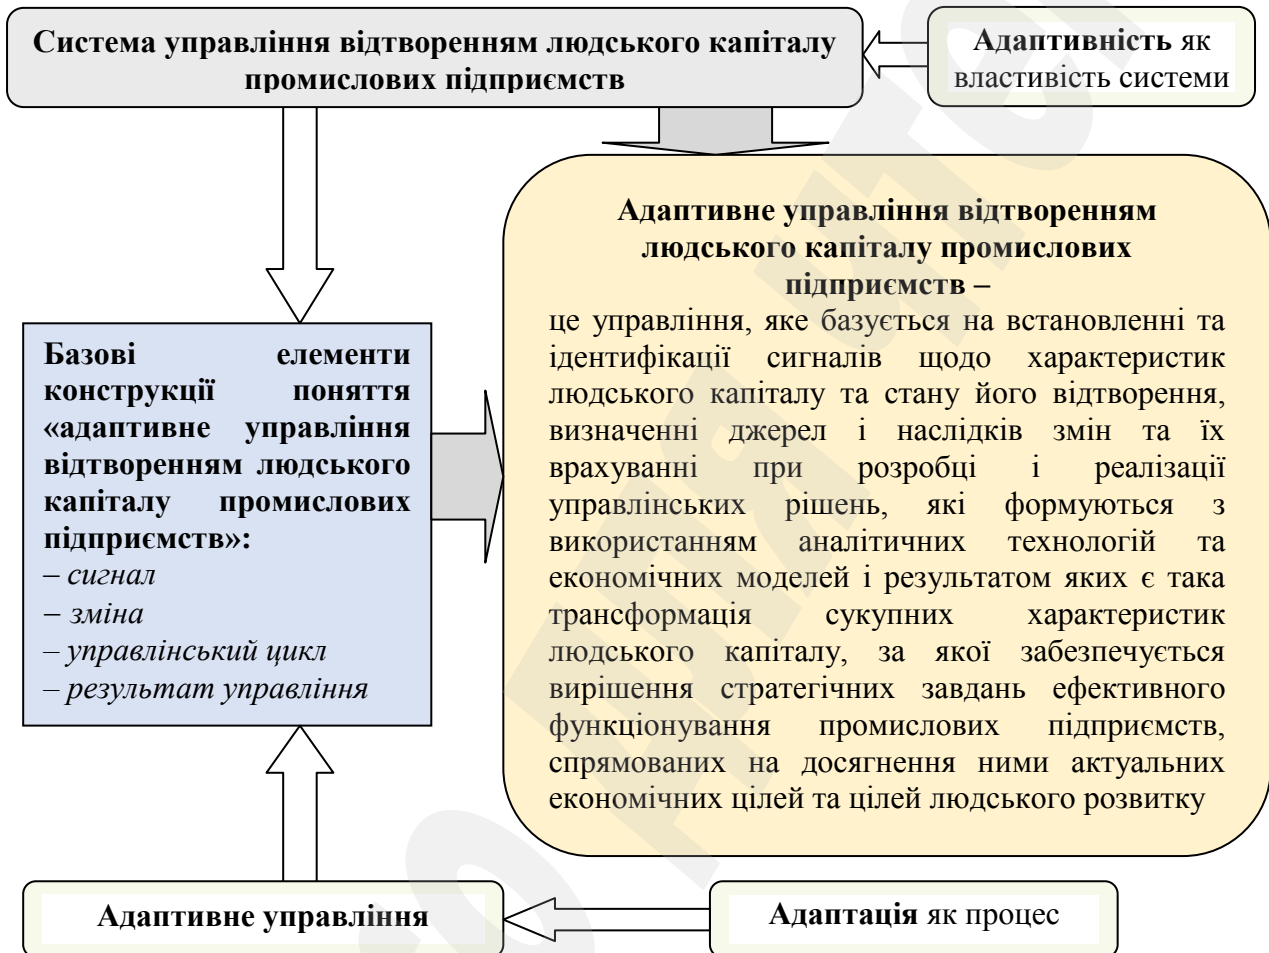 Система управління відтворенням людського капіталу
промислових підприємств
Адаптивність як
властивість системи
Адаптивне управління відтворенням
людського капіталу промислових
підприємств –
це управління, яке базується на встановленні та
ідентифікації сигналів щодо характеристик
людського капіталу та стану його відтворення,
визначенні джерел і наслідків змін та їх
врахуванні при розробці і реалізації
управлінських рішень, які формуються з
використанням аналітичних технологій та
економічних моделей і результатом яких є така
трансформація сукупних характеристик
людського капіталу, за якої забезпечується
вирішення стратегічних завдань ефективного
функціонування промислових підприємств,
спрямованих на досягнення ними актуальних
економічних цілей та цілей людського розвитку
Базові елементи
конструкції поняття
«адаптивне управління
відтворенням людського
капіталу промислових
підприємств»:
– сигнал
– зміна
– управлінський цикл
– результат управління
Адаптивне управління
Адаптація як процес